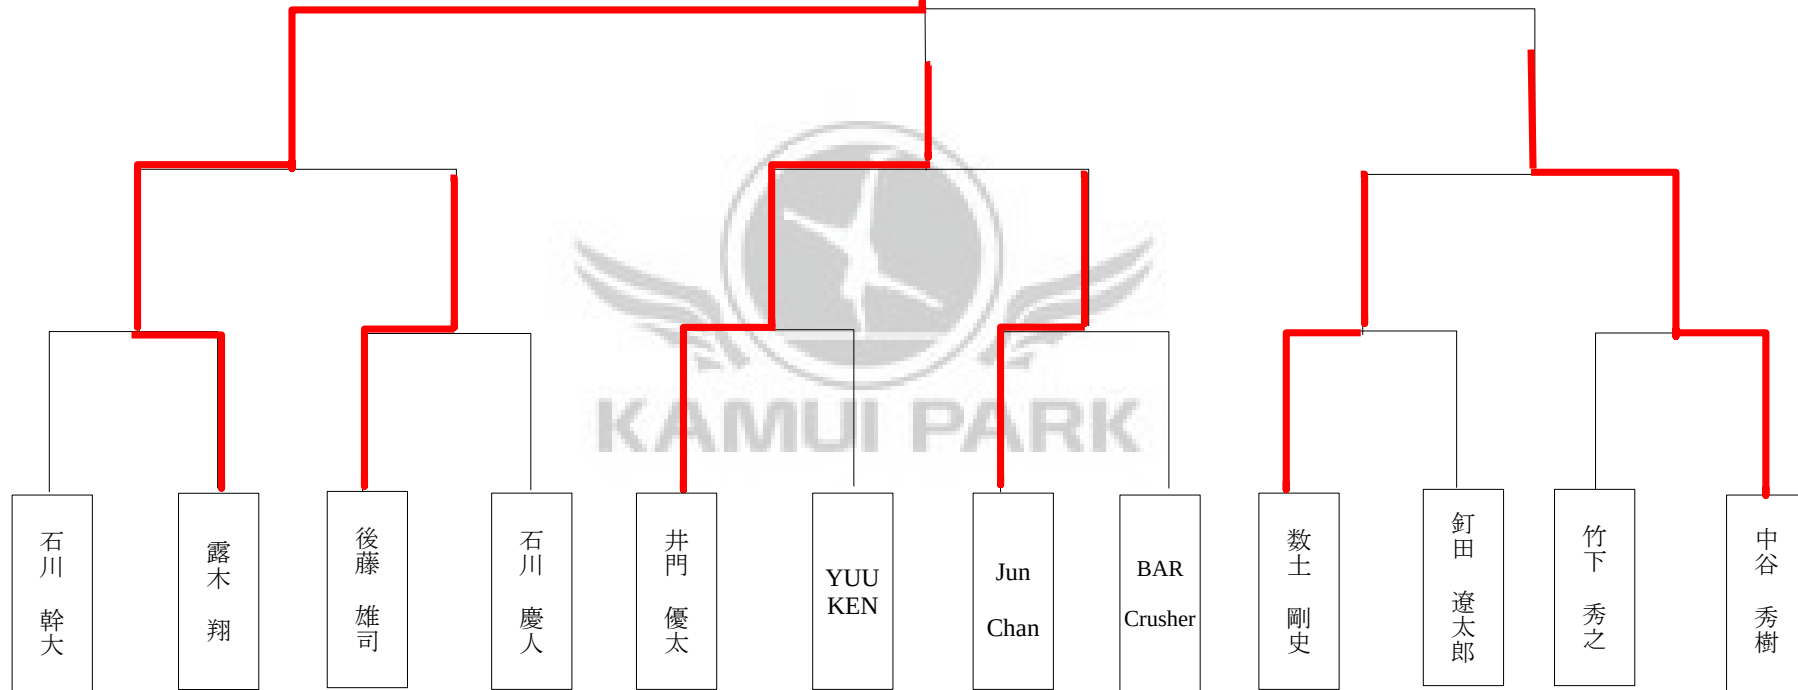 KAMUI PARK
石川 幹大
露木 翔
後藤 雄司
石川 慶人
井門 優太
YUU
KEN
Jun
Chan
BAR
Crusher
数土 剛史
釘田 遼太郎
竹下 秀之
中谷 秀樹